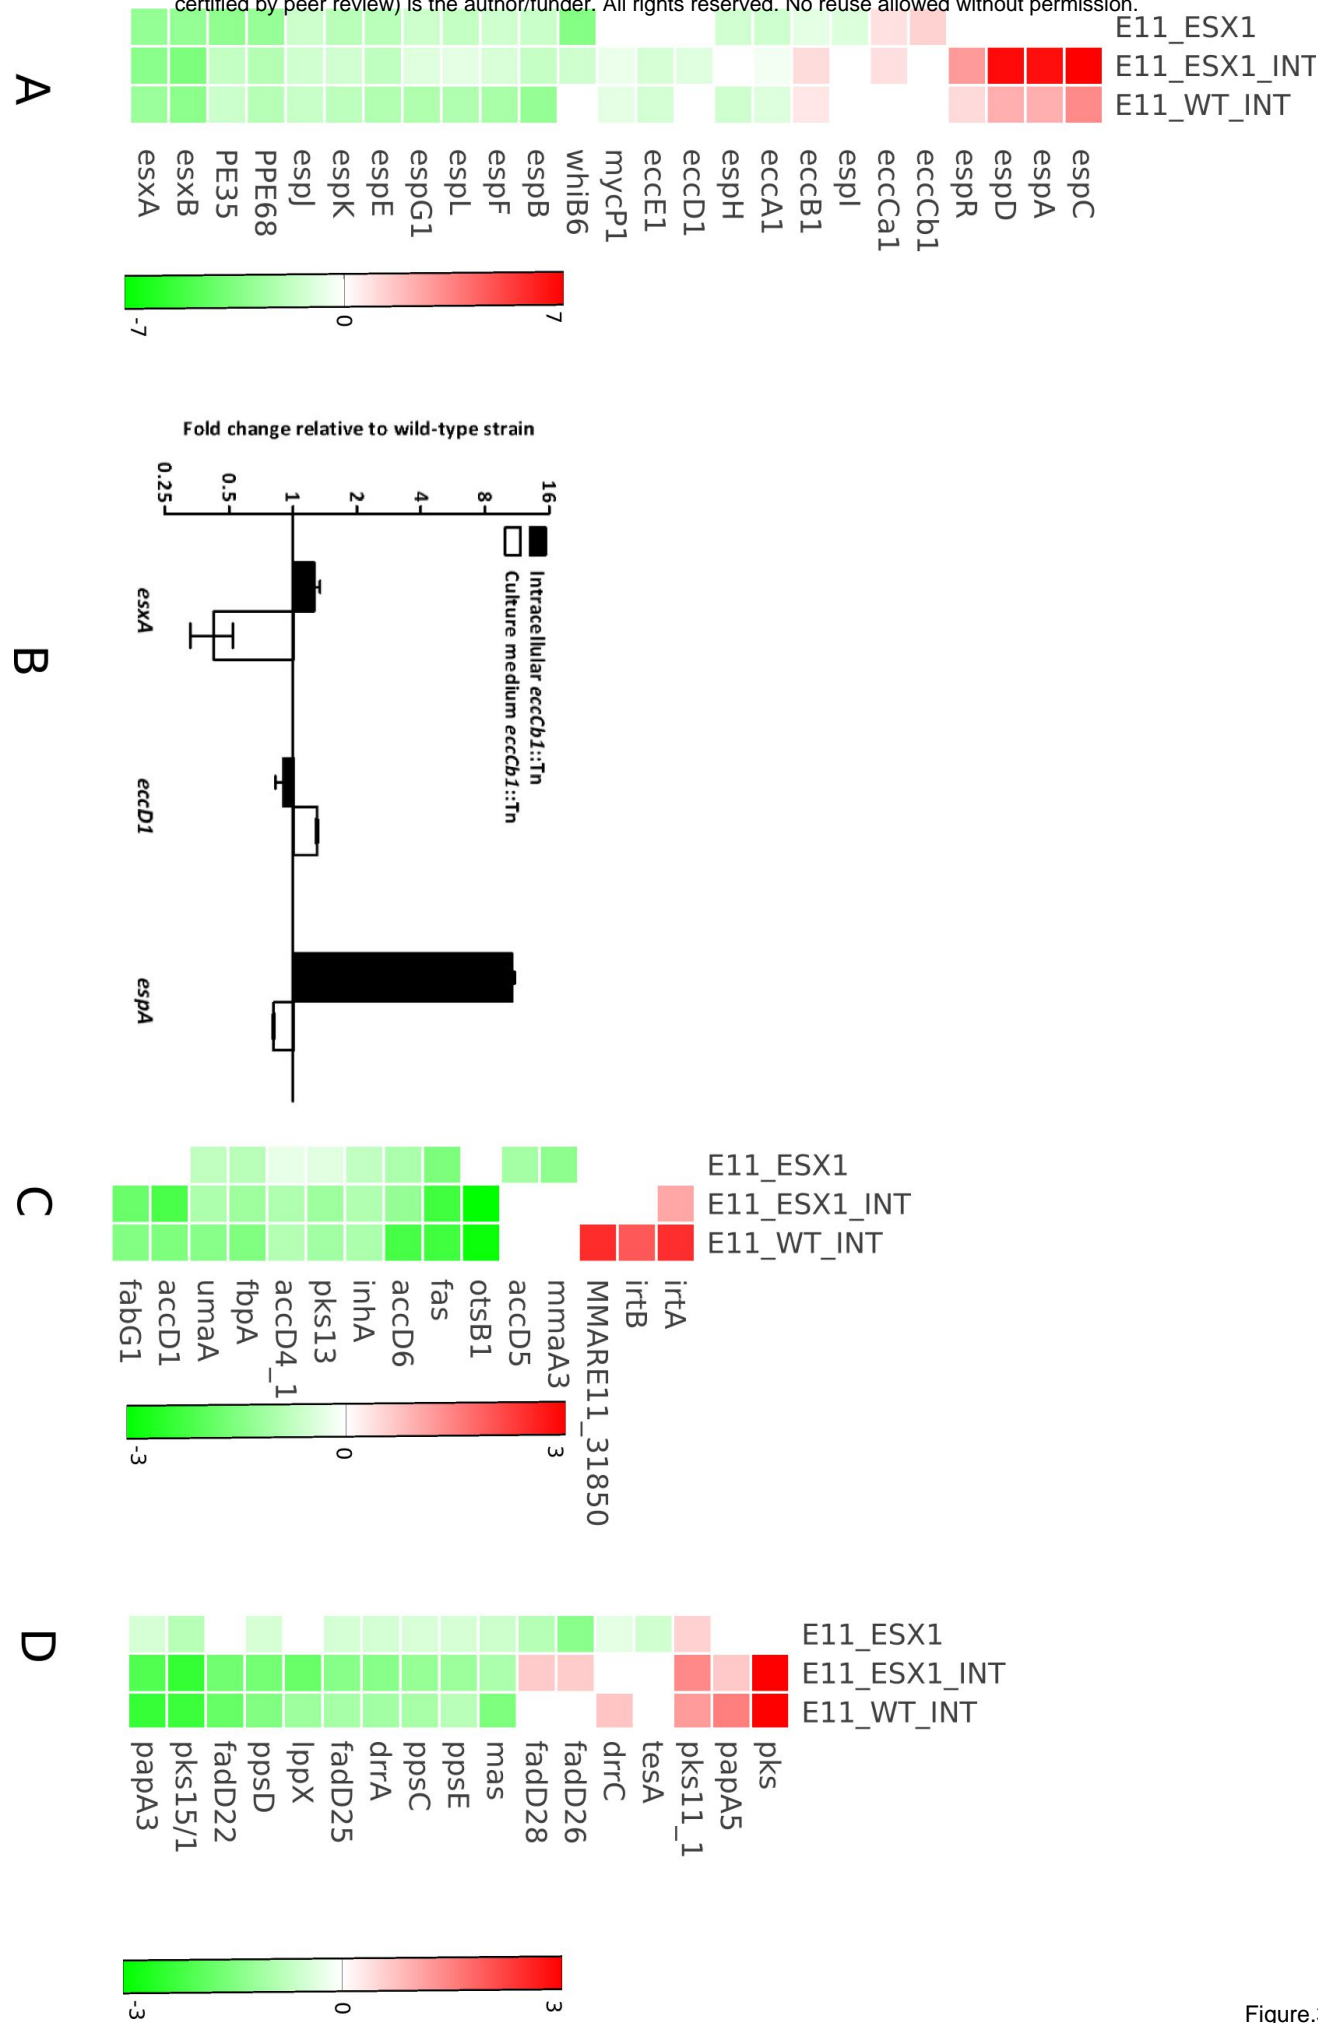 certified by peer review) is the author/funder. All rights reserved. No reuse allowed without permission.
A
E11_ESX1
E11_ESX1_INT
E11_WT_INT
esxA
esxB
PE35
PPE68
espJ
espK
espE
espG1
espL
espF
espB
whiB6
mycP1
eccE1
eccD1
espH
eccA1
eccB1
espI
eccCa1
eccCb1
espR
espD
espA
espC
-7
0
7
B
Fold change relative to wild-type strain
0.25
0.5
1
2
4
8
16
Intracellular eccCb1::Tn
Culture medium eccCb1::Tn
esxA
eccD1
espA
C
E11_ESX1
E11_ESX1_INT
E11_WT_INT
fabG1
accD1
umaA
fbpA
accD4_1
pks13
inhA
accD6
fas
otsB1
accD5
mmaA3
MMARE11_31850
irtB
irtA
-3
0
3
D
E11_ESX1
E11_ESX1_INT
E11_WT_INT
papA3
pks15/1
fadD22
ppsD
lppX
fadD25
drrA
ppsC
ppsE
mas
fadD28
fadD26
drrC
tesA
pks11_1
papA5
pks
-3
0
3
Figure.